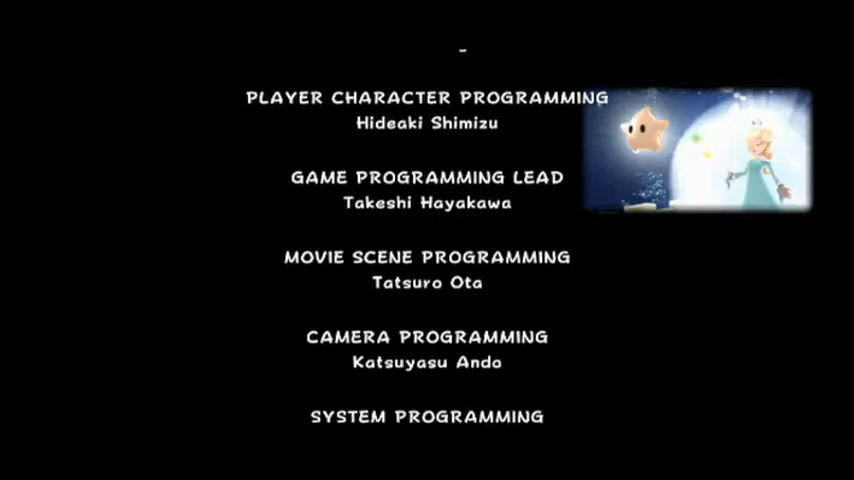 PLAYER CHARACTER PROGRAMMING
Hideaki Shimizu
GAME PROGRAMMING LEAD
Takeshi Hayakawa
MOVIE SCENE PROGRAMMING
Tatsuro Ota
CAMERA PROGRAMMING
Katsuyasu Ando
SYSTEM PROGRAMMING